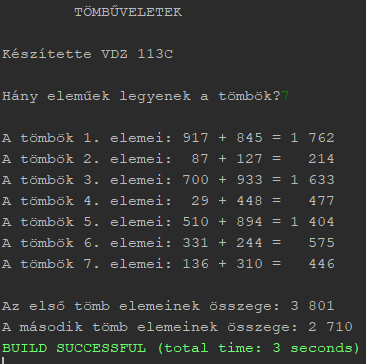 TÖMBŰVELETEK
Készítette VDZ 113C
Hány eleműek legyenek a tömbök?7
A tömbök 1. elemei: 917 + 845 = 1 762
A tömbök 2. elemei:  87 + 127 =   214
A tömbök 3. elemei: 700 + 933 = 1 633
A tömbök 4. elemei:  29 + 448 =   477
A tömbök 5. elemei: 510 + 894 = 1 404
A tömbök 6. elemei: 331 + 244 =   575
A tömbök 7. elemei: 136 + 310 =   446
Az első tömb elemeinek összege: 3 801
A második tömb elemeinek összege: 2 710
BUILD SUCCESSFUL (total time: 3 seconds)